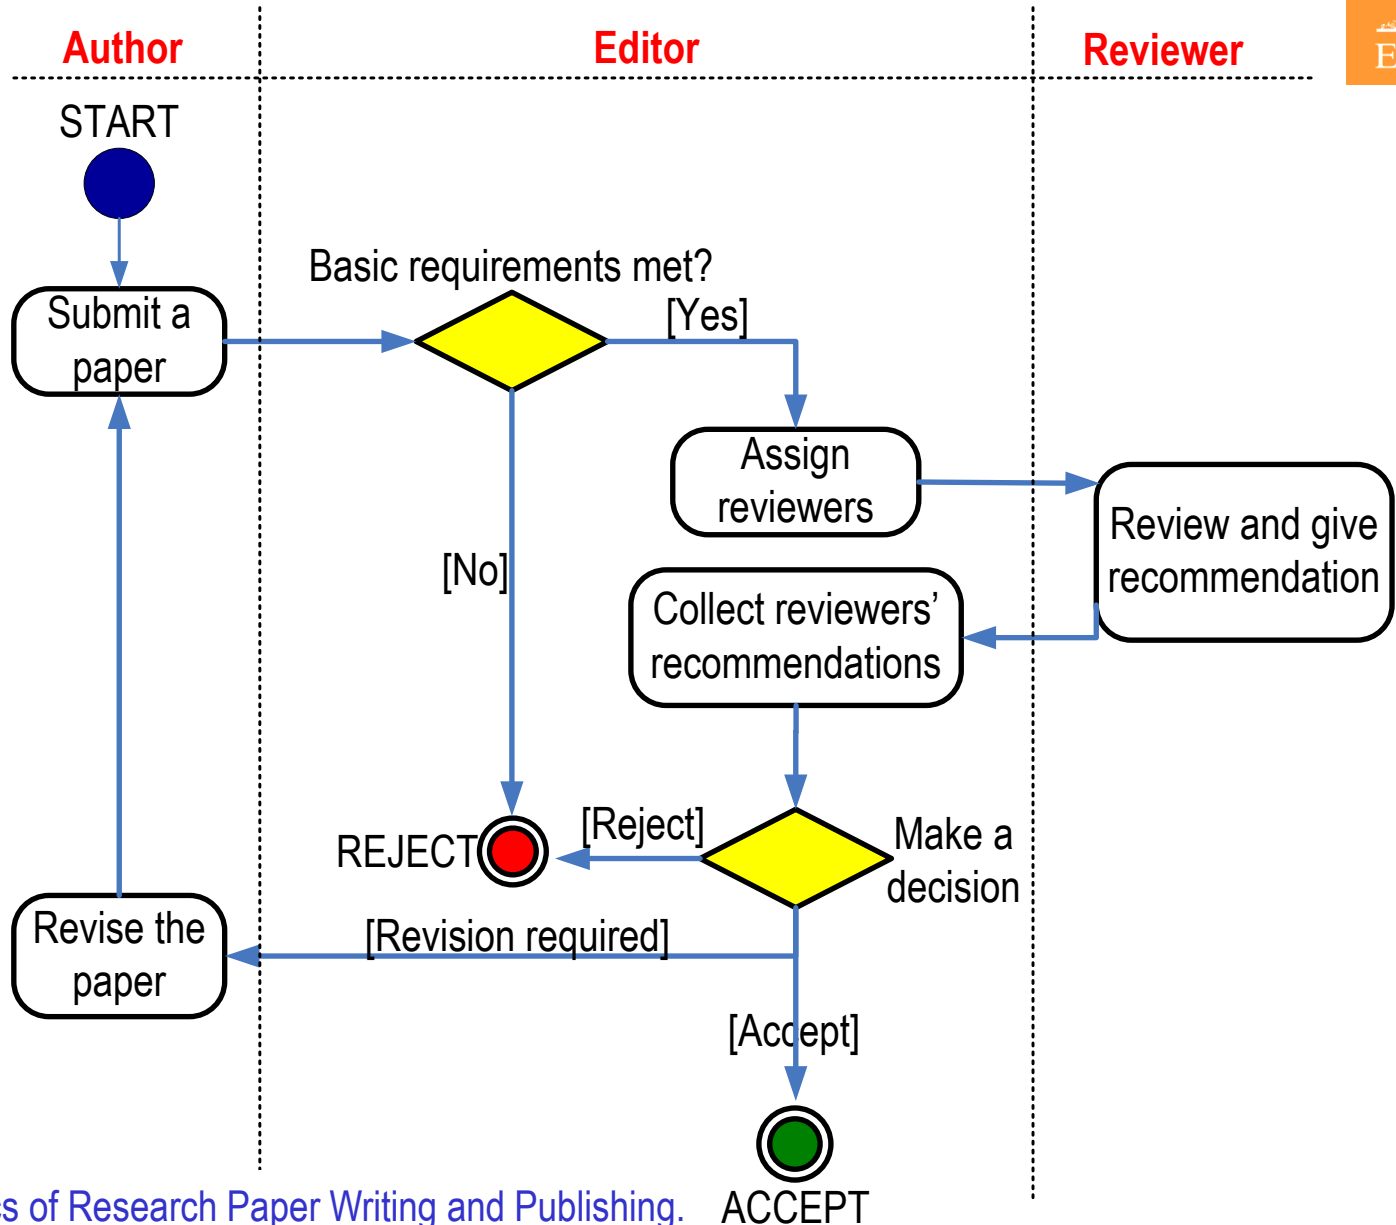 Author
Editor
Reviewer
E
START
Basic requirements met?
[Yes]
Submit a
paper
Assign
reviewers
Review and give
recommendation
[No]
Collect reviewers’
recommendations
[Reject]
Make a
decision
REJECT
Revise the
paper
[Revision required]
[Accept]
of Research Paper Writing and Publishing.
ACCEPT